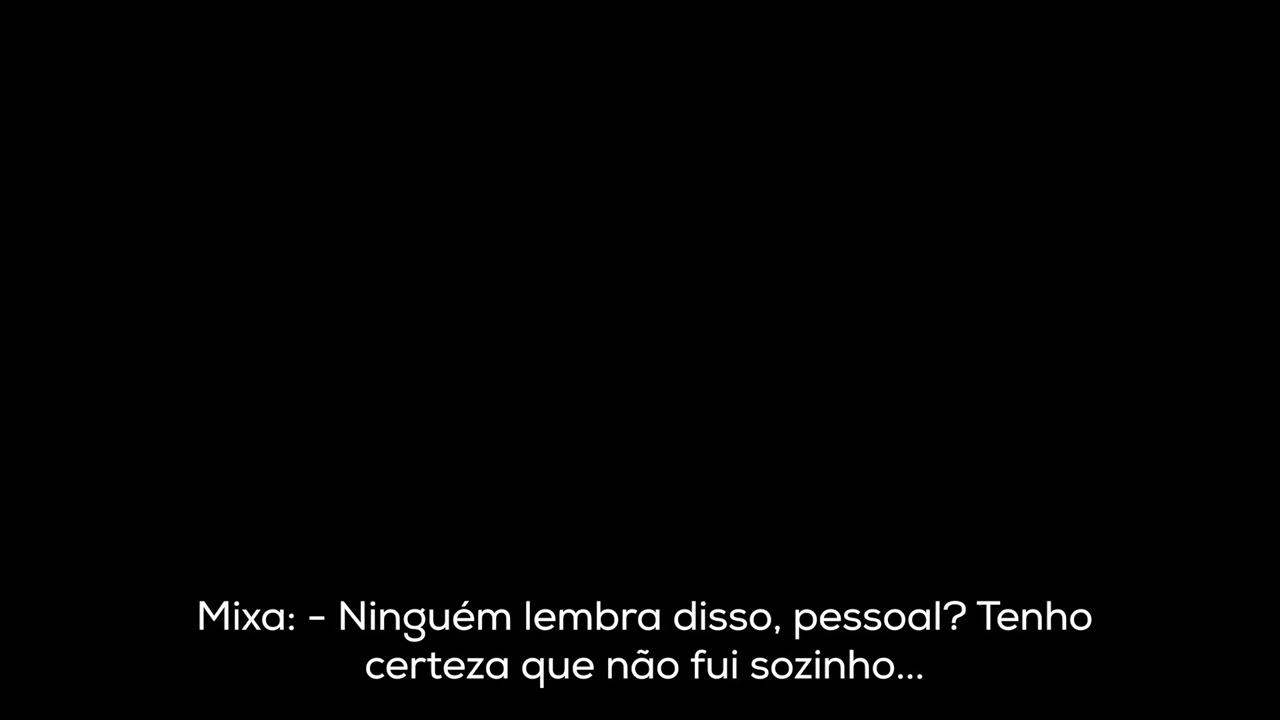 Mixa: - Ninguém lembra disso, pessoal? Tenho
certeza que não fui sozinho...